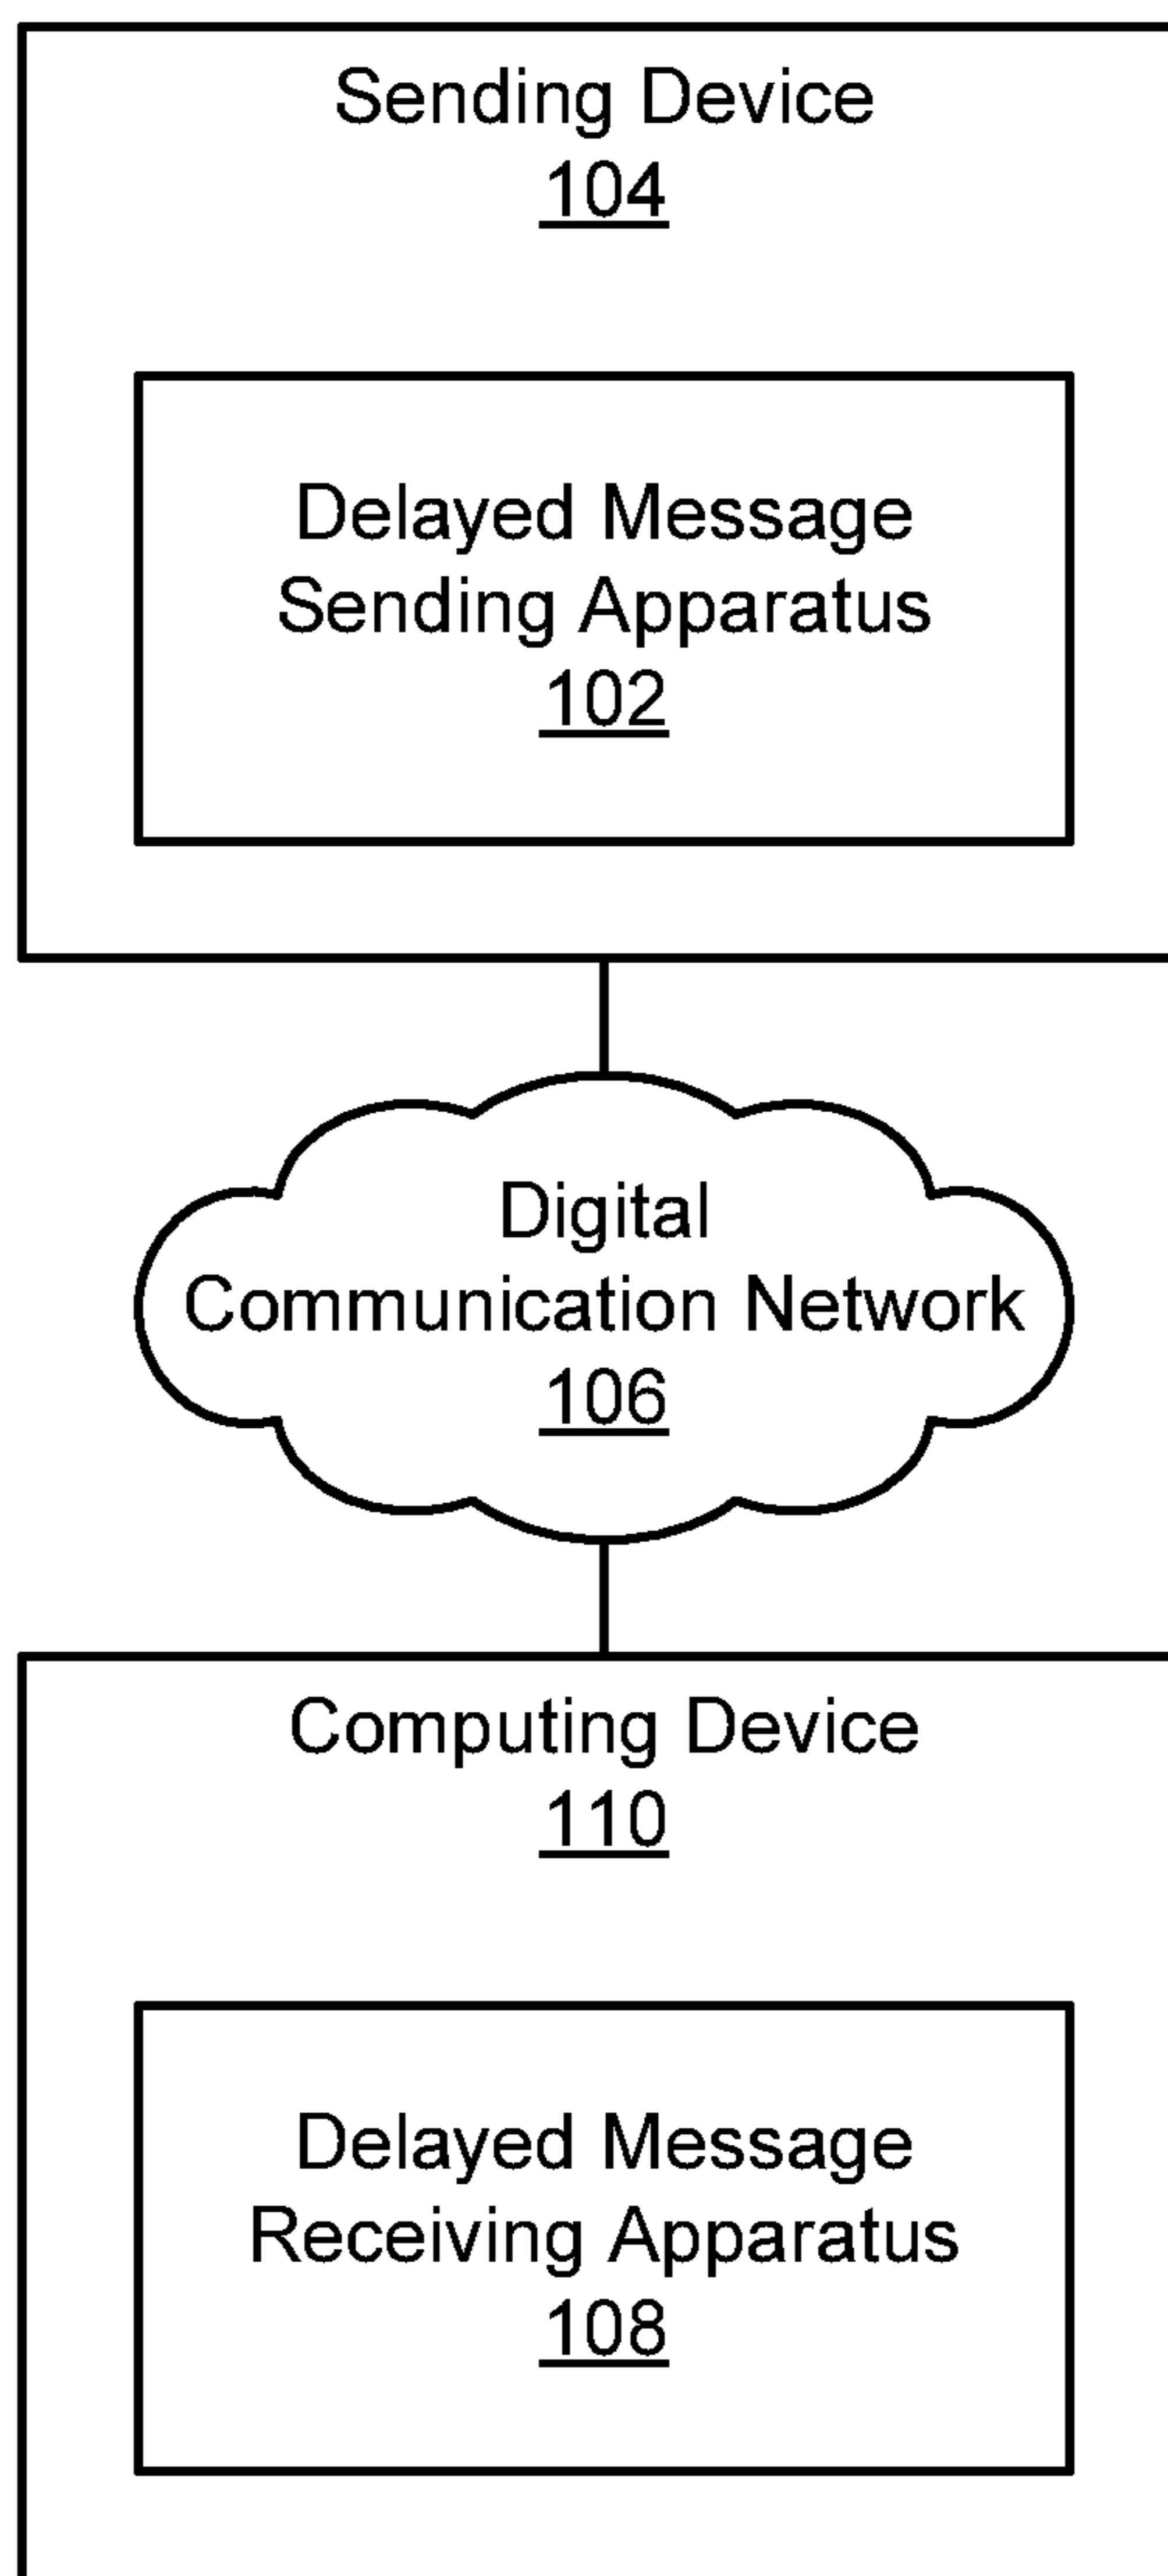 Sending Device
104
Delayed Message
Sending Apparatus
102
Digital
Communication Network
106
Computing Device
110
Delayed Message
Receiving Apparatus
108